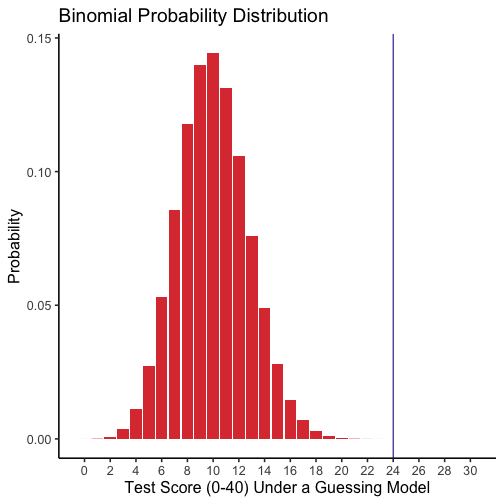 Binomial Probability Distribution
0.15
0.10
0.05
0.00
Probability
0 2 4 6 8 10 12 14 16 18 20 22 24 26 28 30
Test Score (0-40) Under a Guessing Model